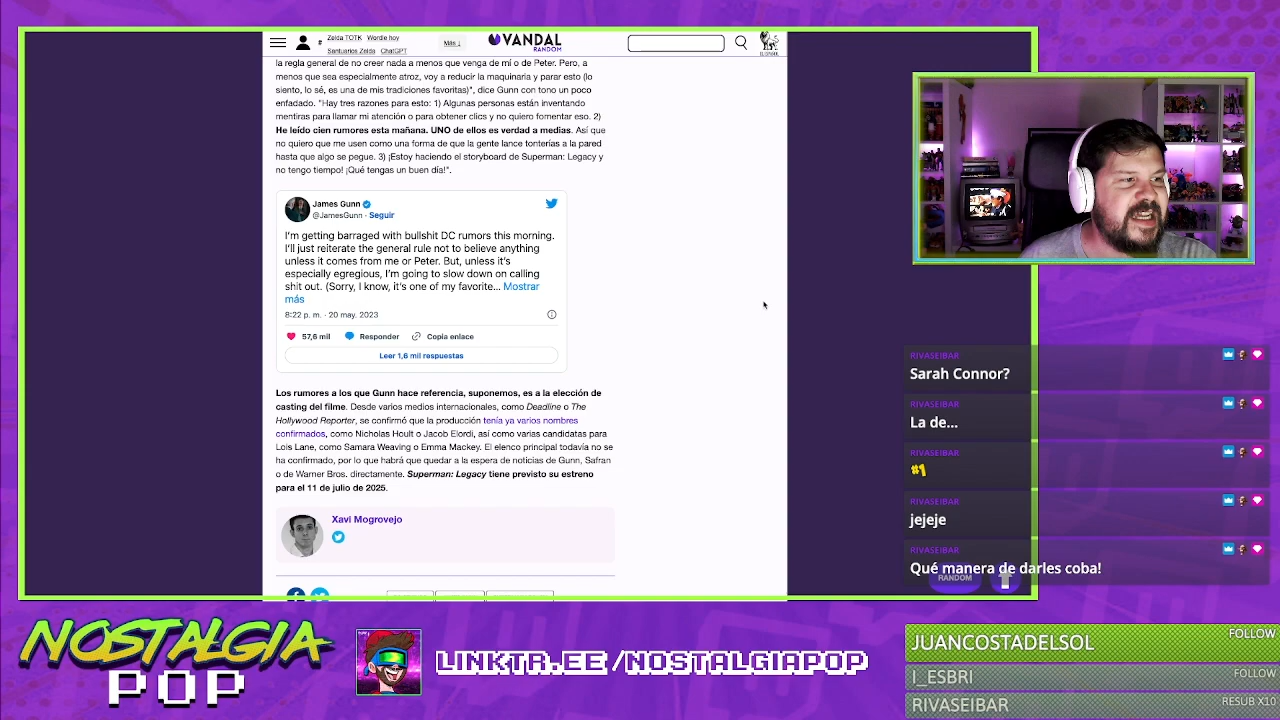 Zelda TOTK Wordle hoy
#
Santuarios Zelda ChatGPT
Más ↓
VANDAL
RANDOM
la regla general de no creer nada a menos que venga de mí o de Peter. Pero, a
menos que sea especialmente atroz, voy a reducir la maquinaria y parar esto (lo
siento, lo sé, es una de mis tradiciones favoritas)", dice Gunn con tono un poco
enfadado. "Hay tres razones para esto: 1) Algunas personas están inventando
mentiras para llamar mi atención o para obtener clics y no quiero fomentar eso. 2)
He leído cien rumores esta mañana. UNO de ellos es verdad a medias. Así que
no quiero que me usen como una forma de que la gente lance tonterías a la pared
hasta que algo se pegue. 3) ¡Estoy haciendo el storyboard de Superman: Legacy y
no tengo tiempo! ¡Qué tengas un buen día!".
James Gunn
@JamesGunn · Seguir
I'm getting barraged with bullshit DC rumors this morning.
I'll just reiterate the general rule not to believe anything
unless it comes from me or Peter. But, unless it's
especially egregious, I'm going to slow down on calling
shit out. (Sorry, I know, it's one of my favorite... Mostrar
más
8:22 p. m. · 20 may. 2023
57,6 mil Responder Copia enlace
Leer 1,6 mil respuestas
Los rumores a los que Gunn hace referencia, suponemos, es a la elección de
casting del filme. Desde varios medios internacionales, como Deadline o The
Hollywood Reporter, se confirmó que la producción tenía ya varios nombres
confirmados, como Nicholas Hoult o Jacob Elordi, así como varias candidatas para
Lois Lane, como Samara Weaving o Emma Mackey. El elenco principal todavía no se
ha confirmado, por lo que habrá que quedar a la espera de noticias de Gunn, Safran
o de Warner Bros. directamente. Superman: Legacy tiene previsto su estreno
para el 11 de julio de 2025.
Xavi Mogrovejo
RIVASEIBAR
Sarah Connor?
RIVASEIBAR
La de...
RIVASEIBAR
#1
RIVASEIBAR
jejeje
RIVASEIBAR
Qué manera de darles coba!
RANDOM
NOSTALGIA
POP
LINKTR.EE/NOSTALGIAPOP
JUANCOSTADELSOL FOLLOW
I_ESBRI FOLLOW
RIVASEIBAR RESUB X10